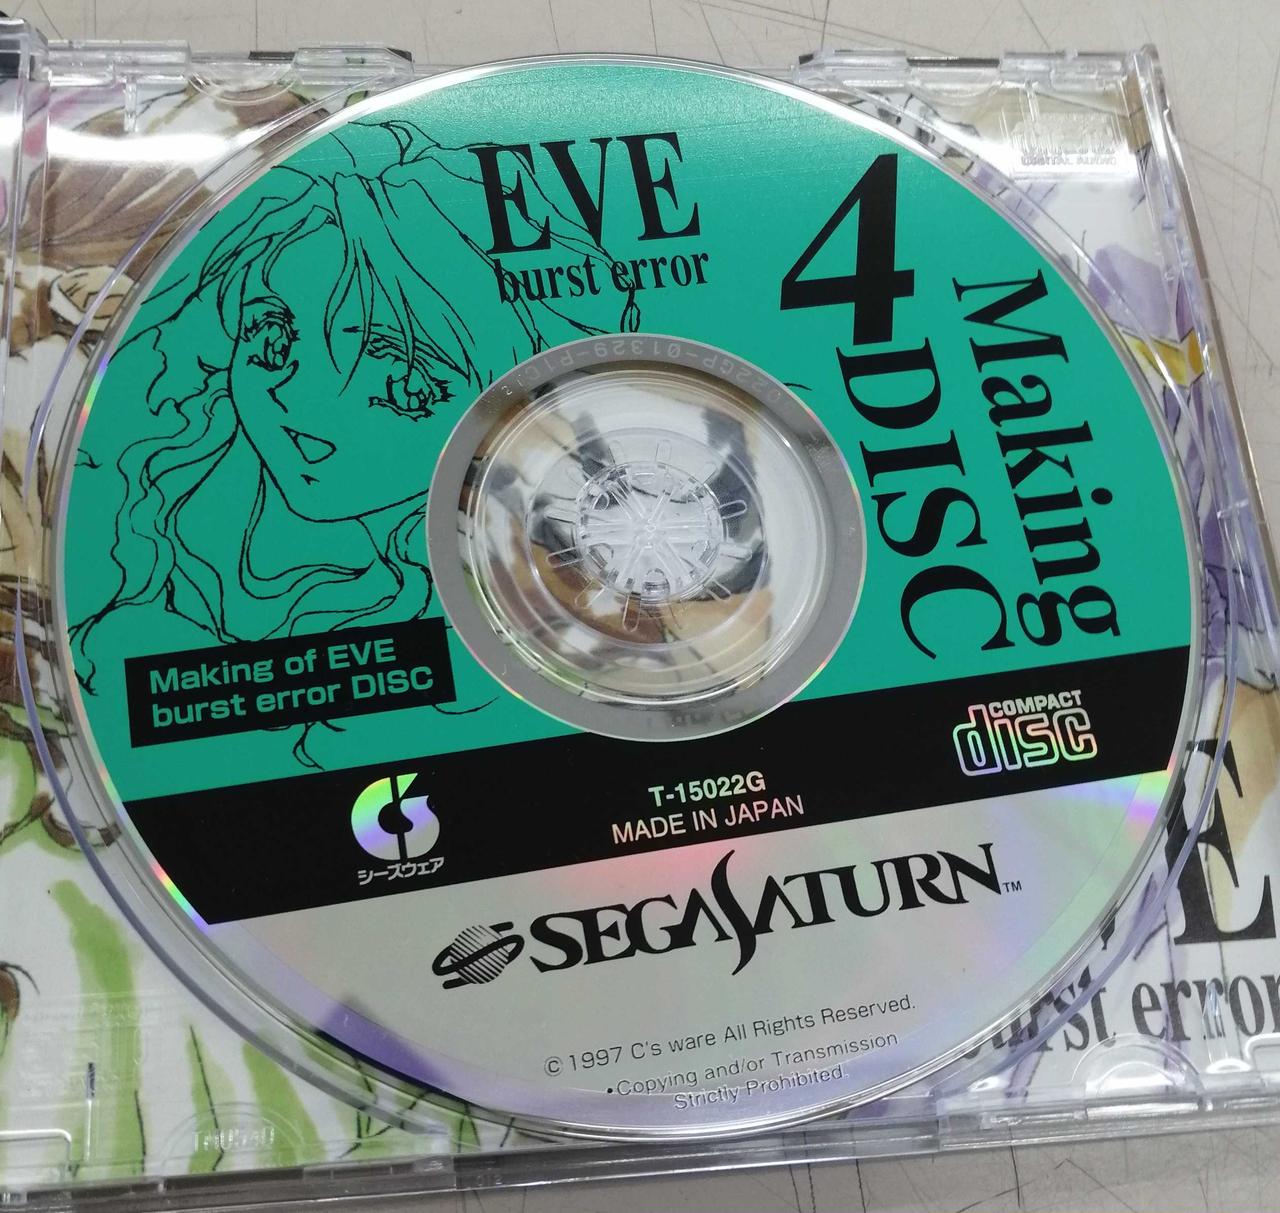 EVE
burst error
4 DISC
Making
DIGITAL AUDIO
Making of EVE
burst error DISC
COMPACT
disc
T-15022G
MADE IN JAPAN
シーズウェア
SEGA SATURN™
© 1997 C's ware All Rights Reserved.
•Copying and/or Transmission
Strictly Prohibited.
E
burst error